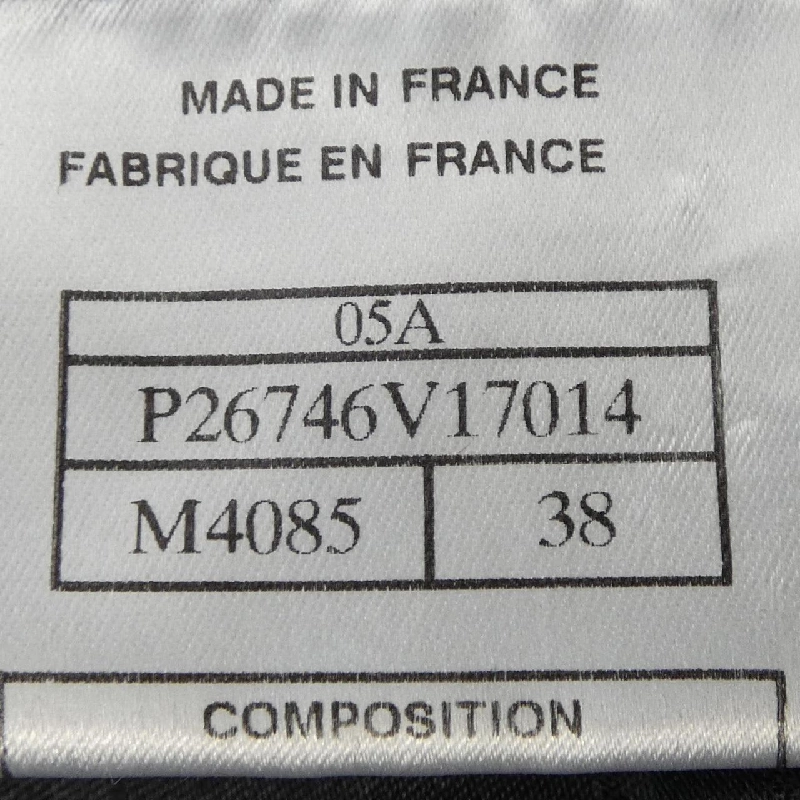 MADE IN FRANCE
FABRIQUE EN FRANCE
05A
P26746V17014
M4085 38
COMPOSITION